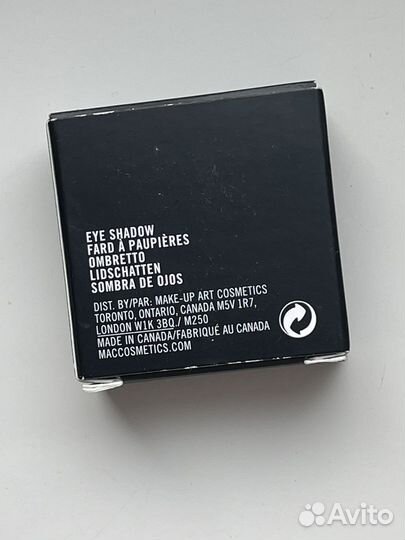 EYE SHADOW
FARD À PAUPIÈRES
OMBRETTO
LIDSCHATTEN
SOMBRA DE OJOS
DIST. BY/PAR: MAKE-UP ART COSMETICS
TORONTO, ONTARIO, CANADA M5V 1R7,
LONDON W1K 3BQ./ M250
MADE IN CANADA/FABRIQUÉ AU CANADA
MACCOSMETICS.COM
Avito